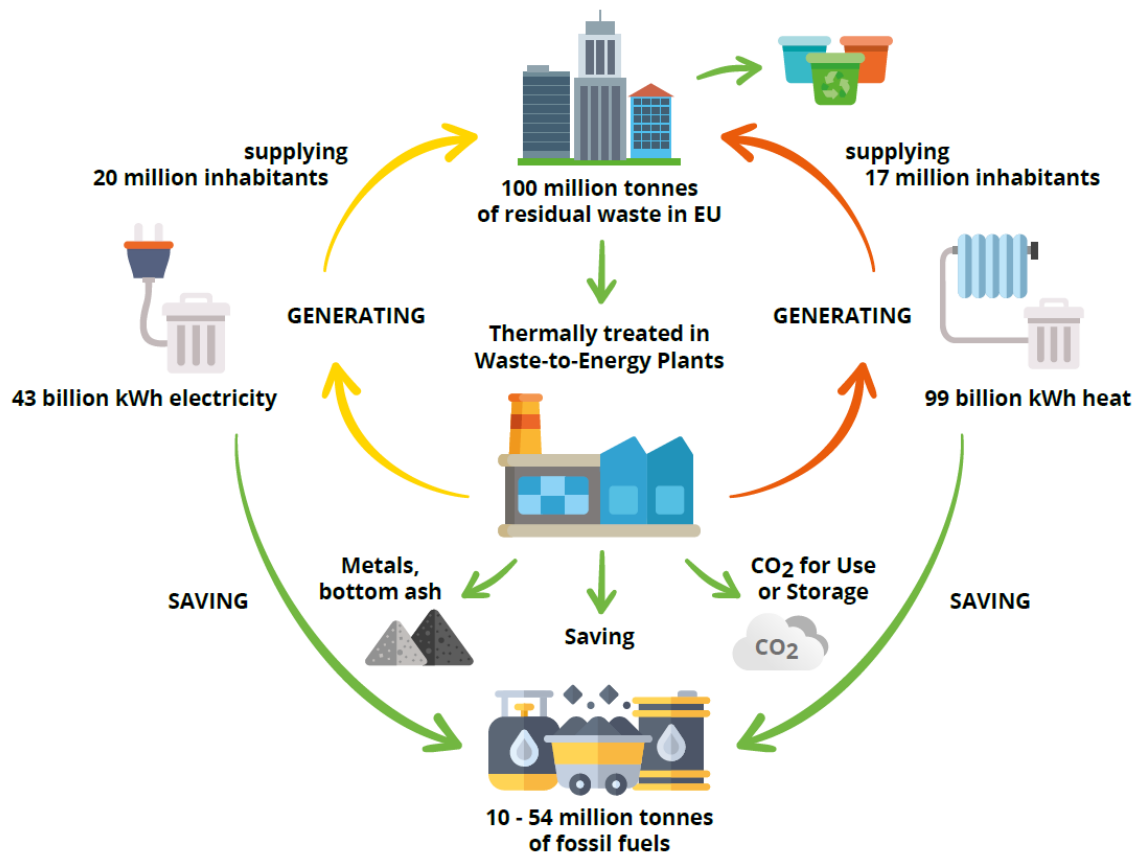 supplying
20 million inhabitants
supplying
17 million inhabitants
100 million tonnes
of residual waste in EU
GENERATING
GENERATING
Thermally treated in
Waste-to-Energy Plants
43 billion kWh electricity
99 billion kWh heat
Metals,
bottom ash
CO2 for Use
or Storage
SAVING
SAVING
Saving
CO2
10 - 54 million tonnes
of fossil fuels